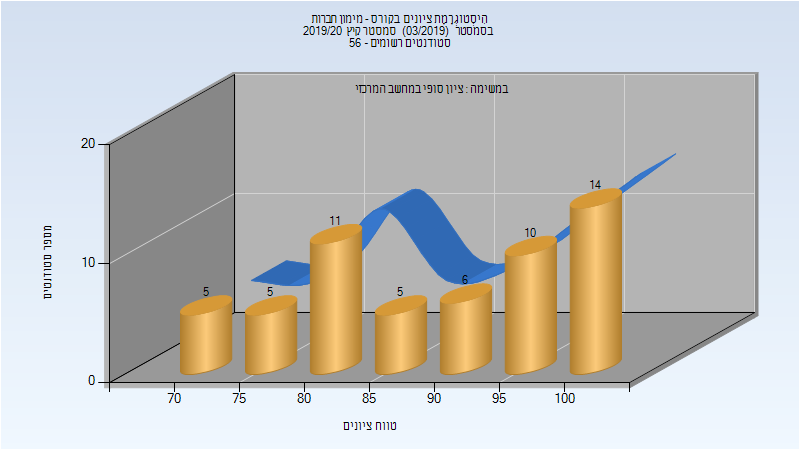 היסטוגרמת ציונים בקורס - מימון חברות
בסמסטר (03/2019) סמסטר קיץ 2019/20
סטודנטים רשומים - 56
במשימה : ציון סופי במחשב המרכזי
מספר סטודנטים
20
10
0
5
5
11
5
6
10
14
70
75
80
85
90
95
100
טווח ציונים